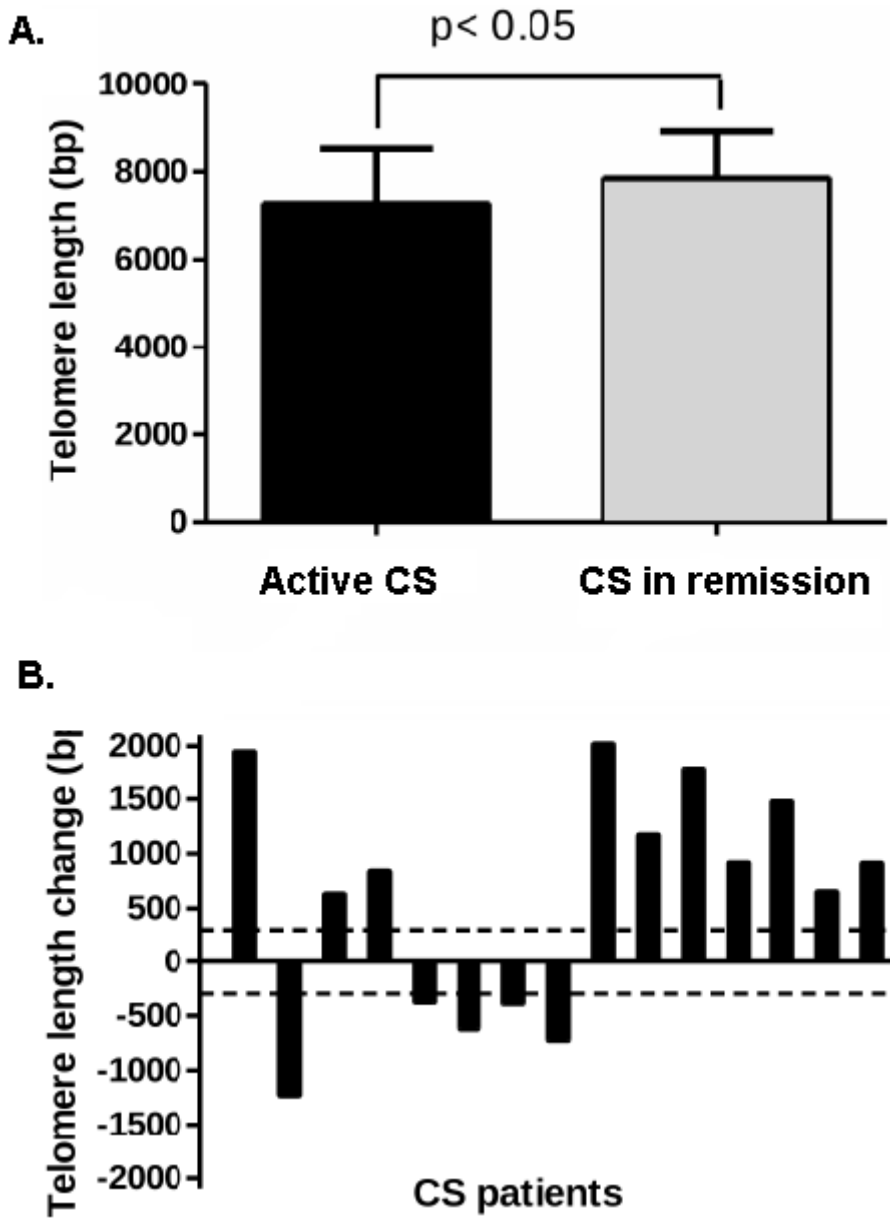 A.
p< 0.05
Telomere length (bp)
10000
8000
6000
4000
2000
0
Active CS
CS in remission
B.
Telomere length change (b
2000
1500
1000
500
0
-500
-1000
-1500
-2000
CS patients